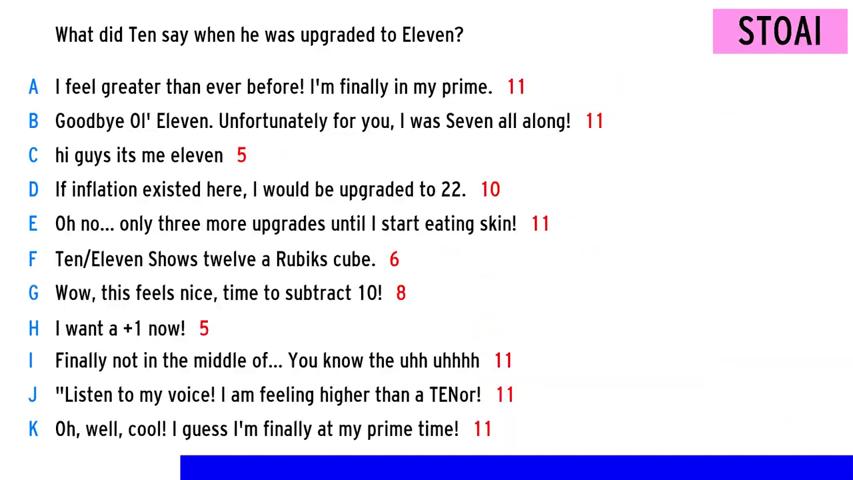 What did Ten say when he was upgraded to Eleven?
STOAI
A I feel greater than ever before! I'm finally in my prime. 11
B Goodbye Ol' Eleven. Unfortunately for you, I was Seven all along! 11
C hi guys its me eleven 5
D If inflation existed here, I would be upgraded to 22. 10
E Oh no... only three more upgrades until I start eating skin! 11
F Ten/Eleven Shows twelve a Rubiks cube. 6
G Wow, this feels nice, time to subtract 10! 8
H I want a +1 now! 5
I Finally not in the middle of... You know the uhh uhhhh 11
J "Listen to my voice! I am feeling higher than a TENor! 11
K Oh, well, cool! I guess I'm finally at my prime time! 11